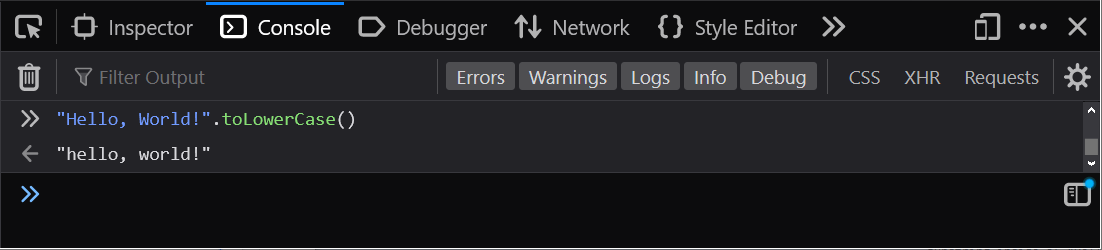 Inspector Console Debugger Network Style Editor
Filter Output Errors Warnings Logs Info Debug CSS XHR Requests
"Hello, World!".toLowerCase()
"hello, world!"